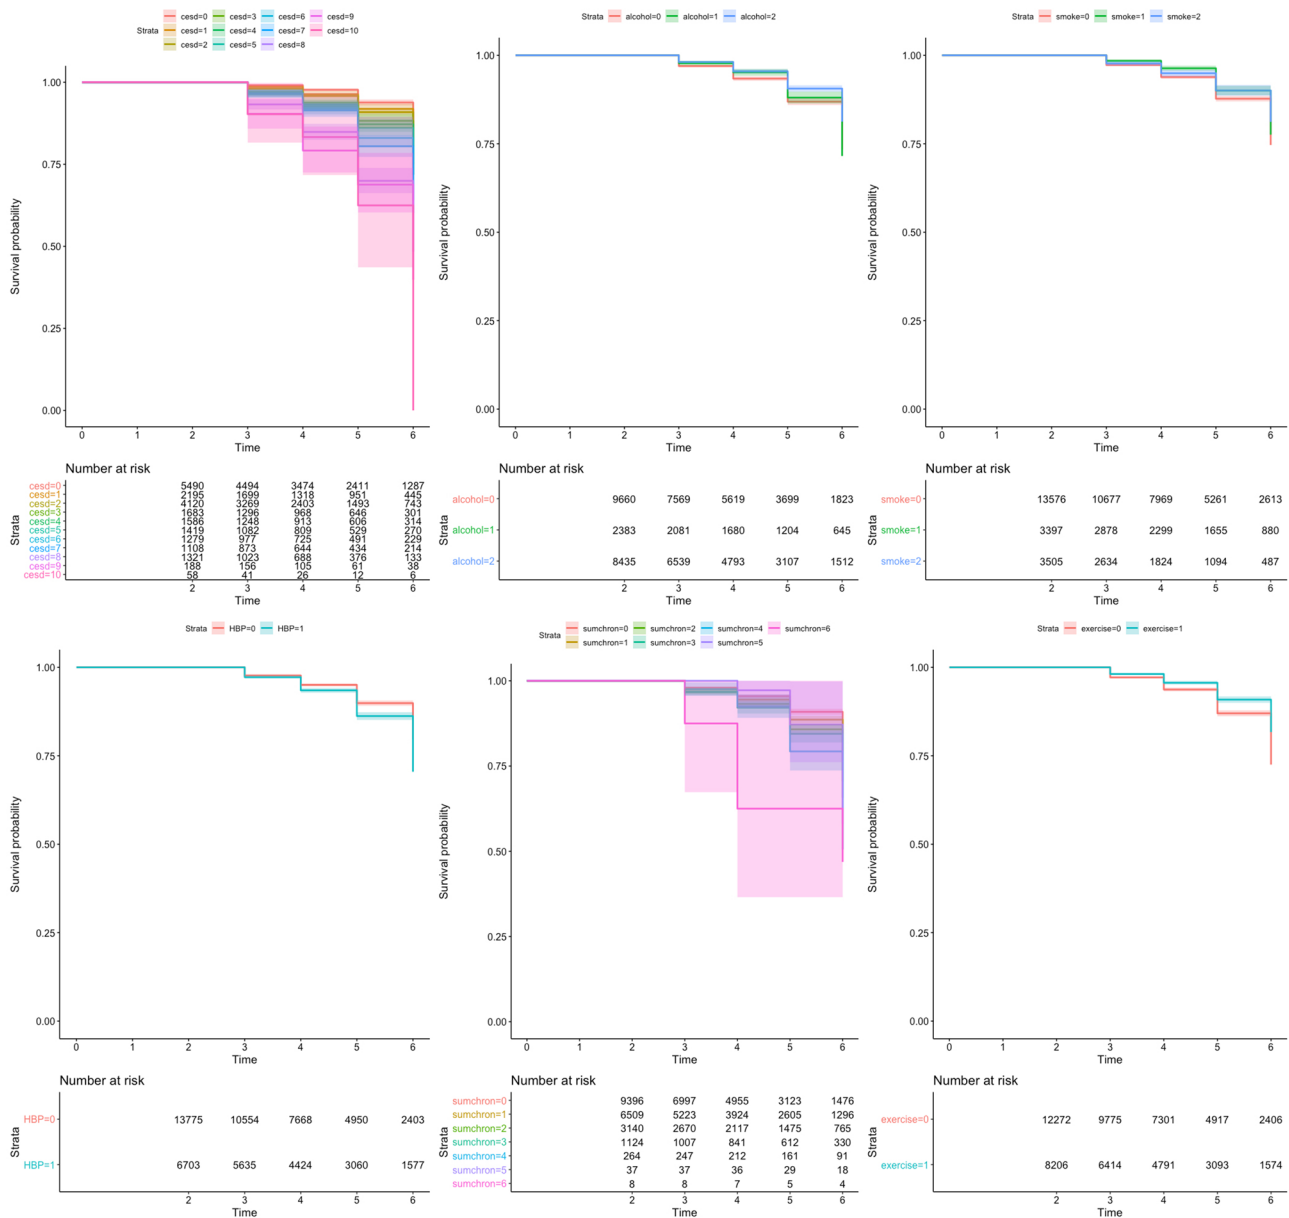 cesd=0 cesd=3 cesd=6 cesd=9
Strata cesd=1 cesd=4 cesd=7 cesd=10
cesd=2 cesd=5 cesd=8
1.00
0.75
0.50
0.25
0.00
Survival probability
0 1 2 3 4 5 6
Time
Number at risk
Strata
cesd=0 5490 4494 3474 2411 1287
cesd=1 2195 1699 1318 951 445
cesd=2 4120 3269 2403 1493 743
cesd=3 1683 1296 968 646 301
cesd=4 1586 1248 913 606 314
cesd=5 1419 1082 809 529 270
cesd=6 1279 977 725 491 229
cesd=7 1108 873 644 434 214
cesd=8 1321 1023 688 376 133
cesd=9 188 156 105 61 38
cesd=10 58 41 26 12 6
2 3 4 5 6
Time
Strata alcohol=0 alcohol=1 alcohol=2
1.00
0.75
0.50
0.25
0.00
Survival probability
0 1 2 3 4 5 6
Time
Number at risk
Strata
alcohol=0 9660 7569 5619 3699 1823
alcohol=1 2383 2081 1680 1204 645
alcohol=2 8435 6539 4793 3107 1512
2 3 4 5 6
Time
Strata smoke=0 smoke=1 smoke=2
1.00
0.75
0.50
0.25
0.00
Survival probability
0 1 2 3 4 5 6
Time
Number at risk
Strata
smoke=0 13576 10677 7969 5261 2613
smoke=1 3397 2878 2299 1655 880
smoke=2 3505 2634 1824 1094 487
2 3 4 5 6
Time
Strata HBP=0 HBP=1
1.00
0.75
0.50
0.25
0.00
Survival probability
0 1 2 3 4 5 6
Time
Number at risk
Strata
HBP=0 13775 10554 7668 4950 2403
HBP=1 6703 5635 4424 3060 1577
2 3 4 5 6
Time
Strata sumchron=0 sumchron=2 sumchron=4 sumchron=6
sumchron=1 sumchron=3 sumchron=5
1.00
0.75
0.50
0.25
0.00
Survival probability
0 1 2 3 4 5 6
Time
Number at risk
Strata
sumchron=0 9396 6997 4955 3123 1476
sumchron=1 6509 5223 3924 2605 1296
sumchron=2 3140 2670 2117 1475 765
sumchron=3 1124 1007 841 612 330
sumchron=4 264 247 212 161 91
sumchron=5 37 37 36 29 18
sumchron=6 8 8 7 5 4
2 3 4 5 6
Time
Strata exercise=0 exercise=1
1.00
0.75
0.50
0.25
0.00
Survival probability
0 1 2 3 4 5 6
Time
Number at risk
Strata
exercise=0 12272 9775 7301 4917 2406
exercise=1 8206 6414 4791 3093 1574
2 3 4 5 6
Time